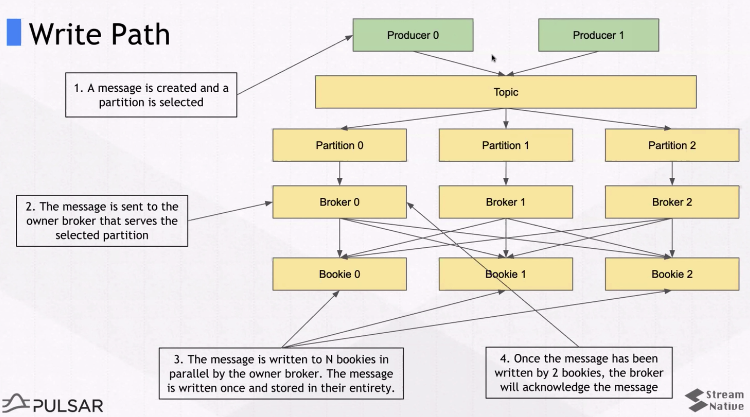 Write Path
Producer 0
Producer 1
1. A message is created and a
partition is selected
Topic
Partition 0
Partition 1
Partition 2
2. The message is sent to the
owner broker that serves the
selected partition
Broker 0
Broker 1
Broker 2
Bookie 0
Bookie 1
Bookie 2
3. The message is written to N bookies in
parallel by the owner broker. The message
is written once and stored in their entirety.
4. Once the message has been
written by 2 bookies, the broker
will acknowledge the message
PULSAR
Stream
Native